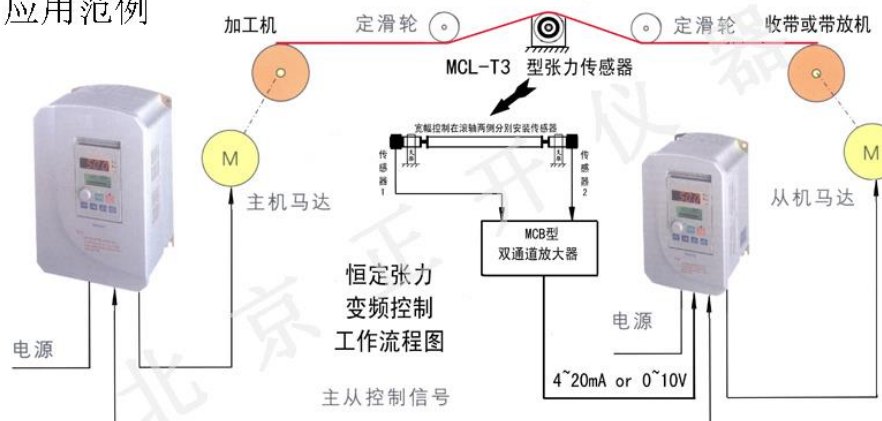 应用范例
加工机
定滑轮
定滑轮
收带或带放机
MCL-T3 型张力传感器
宽幅控制在滚轴两侧分别安装传感器
传感器1
传感器2
M
主机马达
M
从机马达
MCB型
双通道放大器
恒定张力
变频控制
工作流程图
电源
电源
4~20mA or 0~10V
主从控制信号
北京正开仪器